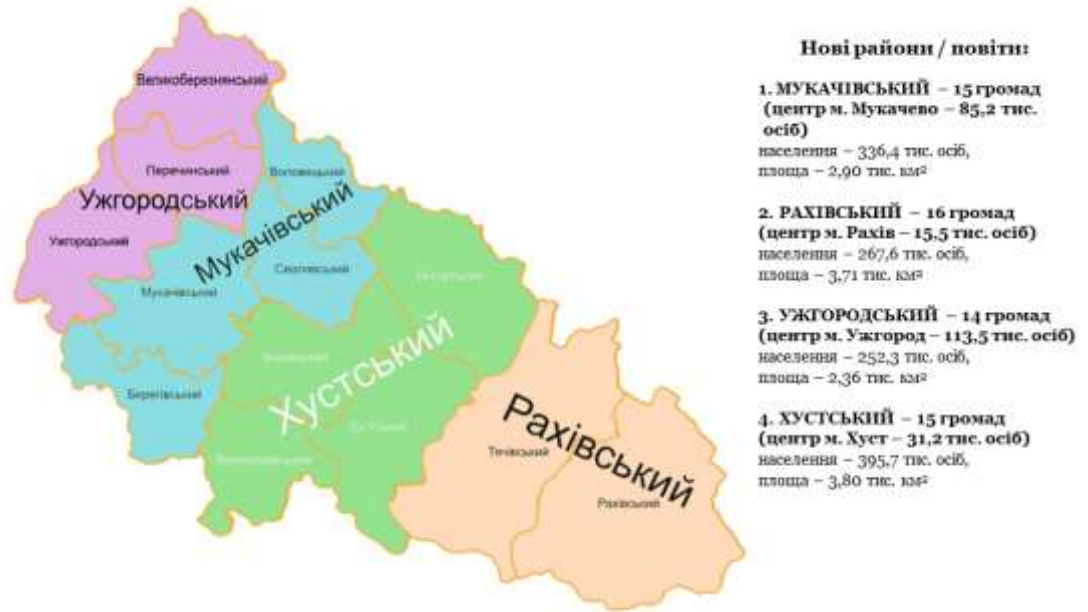 Великоберезнянський
Перечинський
Ужгородський
Ужгородський
Воловецький
Мукачівський
Свалявський
Мукачівський
Берегівський
Хустський
Рахівський
Тячівський
Рахівський
Нові райони / повіти:
1. МУКАЧІВСЬКИЙ – 15 громад
(центр м. Мукачево – 85,2 тис.
осіб)
населення – 336,4 тис. осіб,
площа – 2,90 тис. км²
2. РАХІВСЬКИЙ – 16 громад
(центр м. Рахів – 15,5 тис. осіб)
населення – 267,6 тис. осіб,
площа – 3,71 тис. км²
3. УЖГОРОДСЬКИЙ – 14 громад
(центр м. Ужгород – 113,5 тис. осіб)
населення – 252,3 тис. осіб,
площа – 2,36 тис. км²
4. ХУСТСЬКИЙ – 15 громад
(центр м. Хуст – 31,2 тис. осіб)
населення – 395,7 тис. осіб,
площа – 3,80 тис. км²